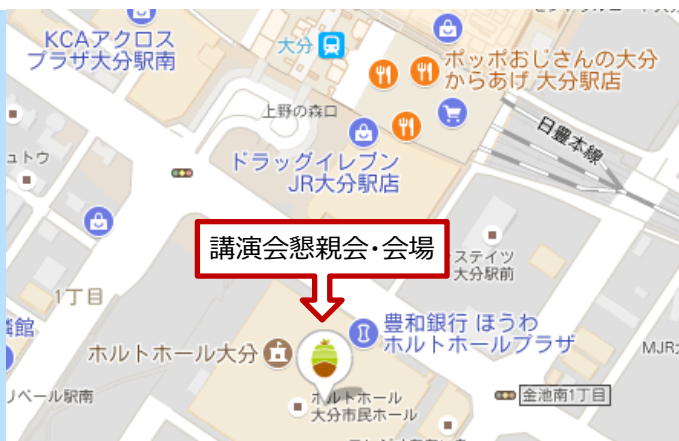 KCAアクロス
プラザ大分駅南
大分
ポッポおじさんの大分
からあげ 大分駅店
上野の森口
日豊本線
ュトウ
ドラッグイレブン
JR大分駅店
講演会懇親会・会場
ステイツ
大分駅前
1丁目
館
豊和銀行 ほうわ
ホルトホールプラザ
ホルトホール大分
MJR
リベール駅南
ホルトホール
大分市民ホール
金池南1丁目